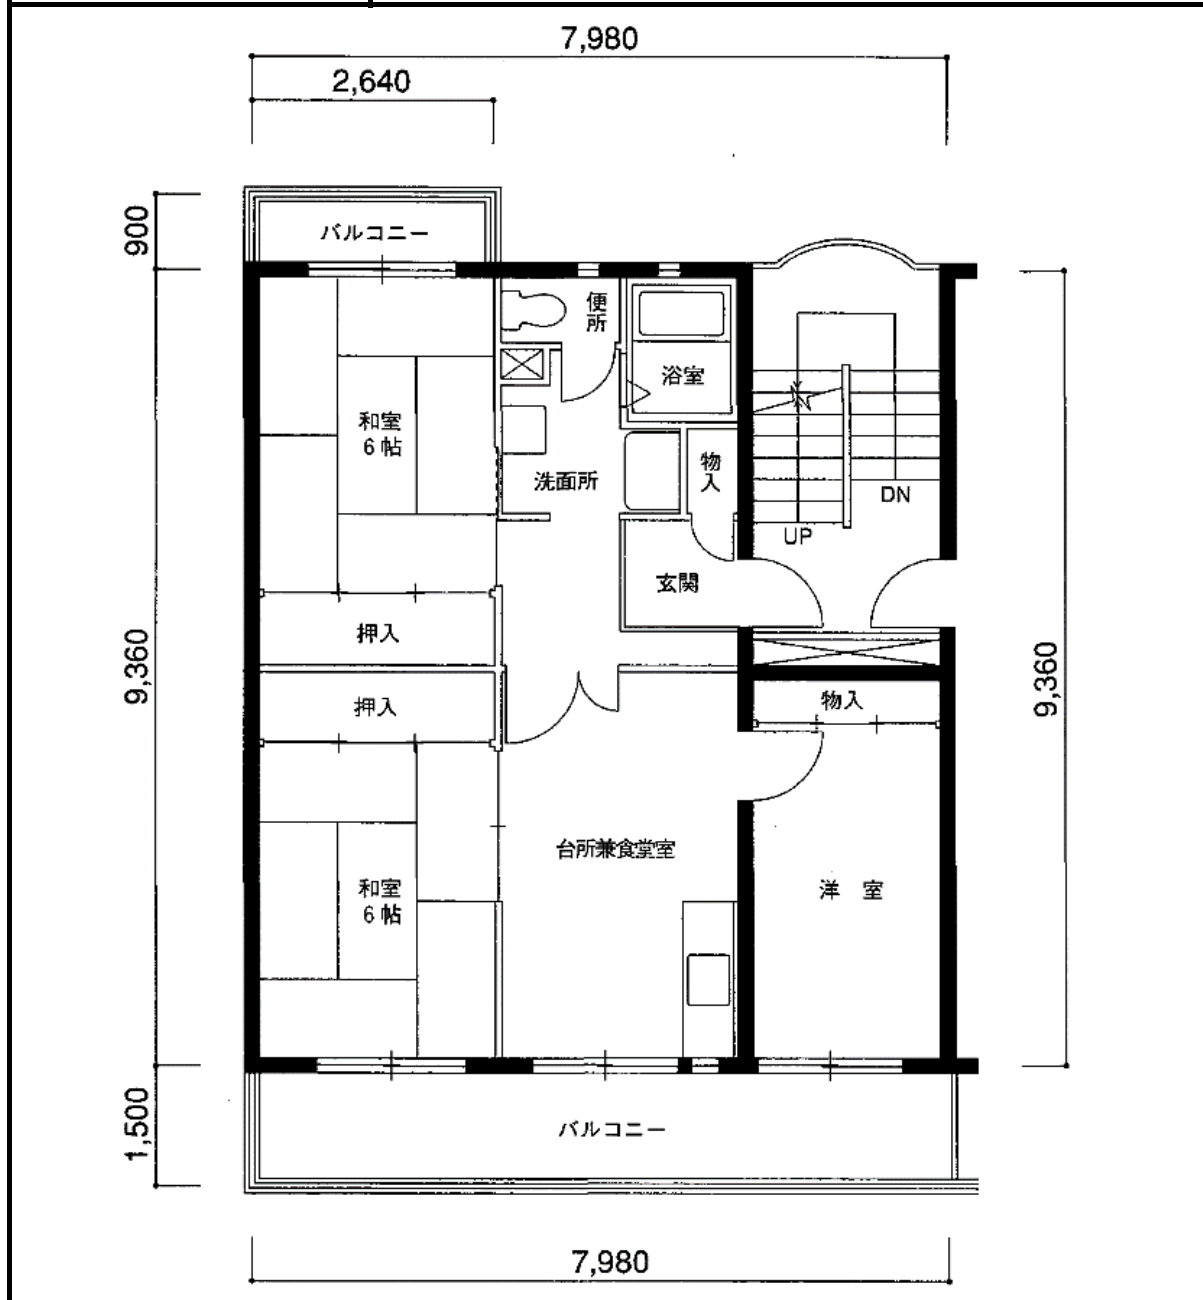 7,980
2,640
900
バルコニー
便所
浴室
和室
6帖
物入
洗面所
DN
UP
玄関
押入
9,360
9,360
押入
物入
台所兼食堂室
和室
6帖
洋 室
バルコニー
1,500
7,980